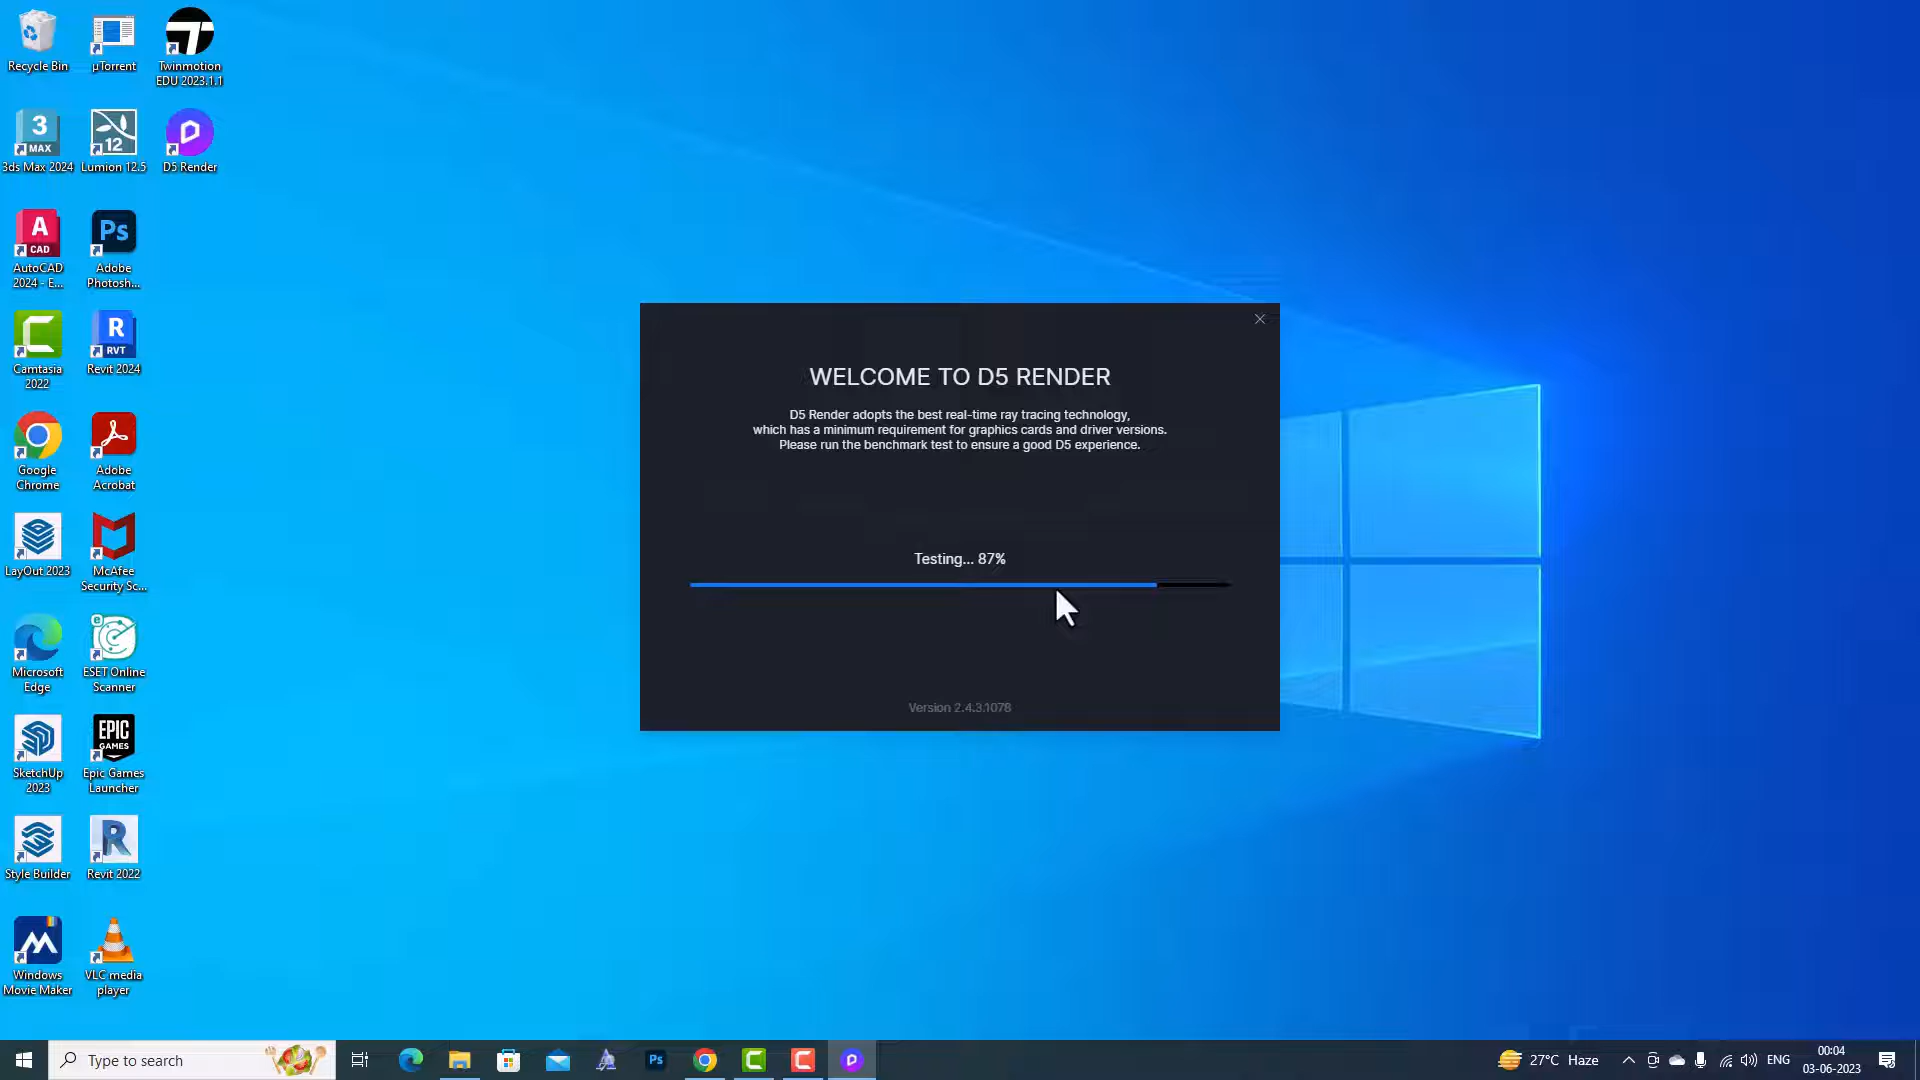 Recycle Bin
µTorrent
Twinmotion
EDU 2023.1.1
3
MAX
3ds Max 2024
12
Lumion 12.5
D5 Render
A
CAD
AutoCAD
2024 - E...
Ps
Adobe
Photosh...
Camtasia
2022
R
RVT
Revit 2024
Google
Chrome
Adobe
Acrobat
LayOut 2023
McAfee
Security Sc...
Microsoft
Edge
e
ESET Online
Scanner
SketchUp
2023
EPIC
GAMES
Epic Games
Launcher
Style Builder
R
Revit 2022
Windows
Movie Maker
VLC media
player
WELCOME TO D5 RENDER
D5 Render adopts the best real-time ray tracing technology,
which has a minimum requirement for graphics cards and driver versions.
Please run the benchmark test to ensure a good D5 experience.
Testing... 87%
Version 2.4.3.1078
Type to search
Ps
27°C Haze
ENG
00:04
03-06-2023